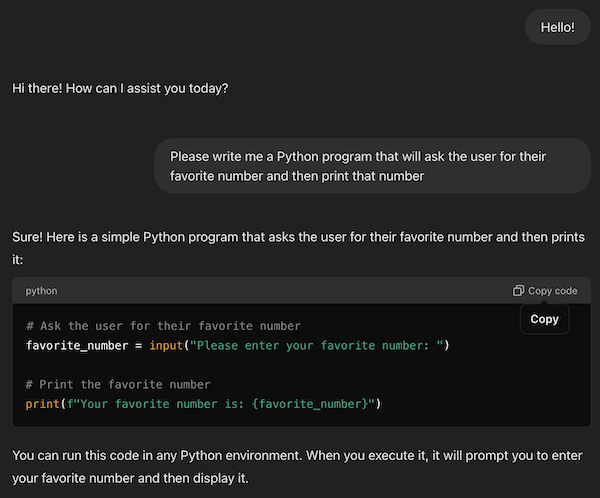 Hello!
Hi there! How can I assist you today?
Please write me a Python program that will ask the user for their
favorite number and then print that number
Sure! Here is a simple Python program that asks the user for their favorite number and then prints
it:
python Copy code
Copy
# Ask the user for their favorite number
favorite_number = input("Please enter your favorite number: ")
# Print the favorite number
print(f"Your favorite number is: {favorite_number}")
You can run this code in any Python environment. When you execute it, it will prompt you to enter
your favorite number and then display it.